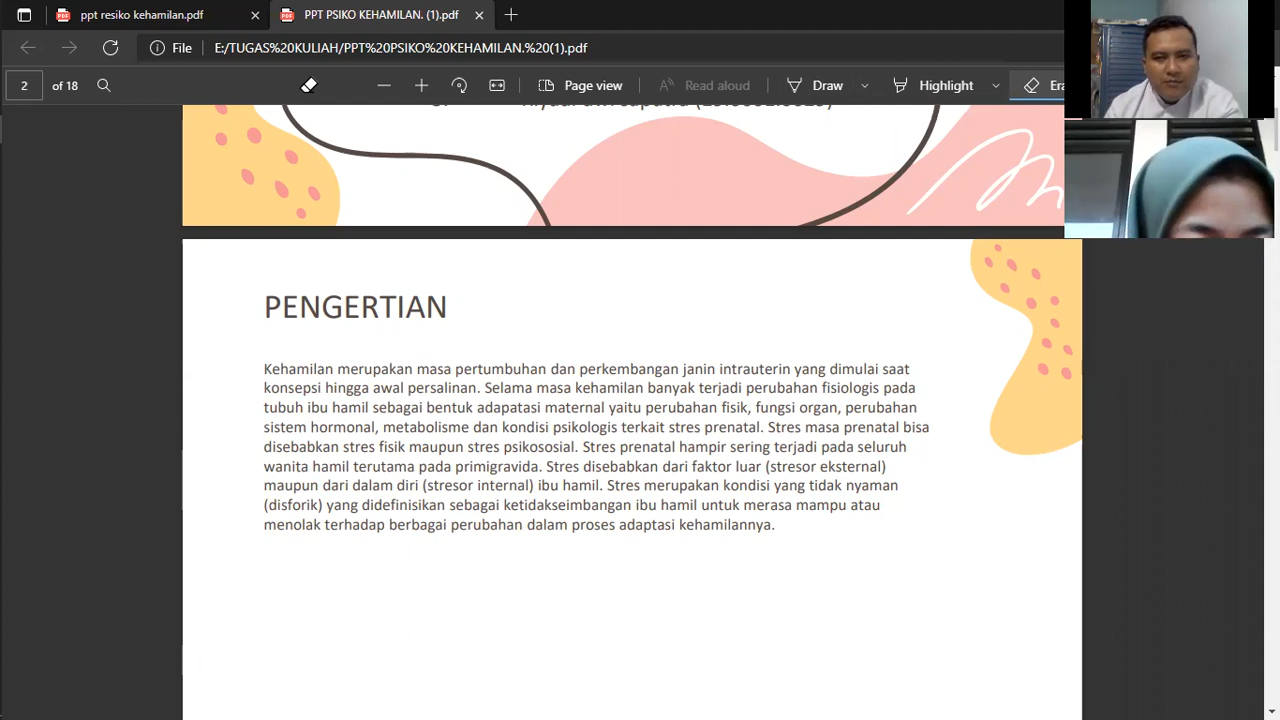 ppt resiko kehamilan.pdf
PPT PSIKO KEHAMILAN. (1).pdf
File
E:/TUGAS%20KULIAH/PPT%20PSIKO%20KEHAMILAN.%20(1).pdf
2 of 18
Page view
Read aloud
Draw
Highlight
Era
PENGERTIAN
Kehamilan merupakan masa pertumbuhan dan perkembangan janin intrauterin yang dimulai saat
konsepsi hingga awal persalinan. Selama masa kehamilan banyak terjadi perubahan fisiologis pada
tubuh ibu hamil sebagai bentuk adapatasi maternal yaitu perubahan fisik, fungsi organ, perubahan
sistem hormonal, metabolisme dan kondisi psikologis terkait stres prenatal. Stres masa prenatal bisa
disebabkan stres fisik maupun stres psikososial. Stres prenatal hampir sering terjadi pada seluruh
wanita hamil terutama pada primigravida. Stres disebabkan dari faktor luar (stresor eksternal)
maupun dari dalam diri (stresor internal) ibu hamil. Stres merupakan kondisi yang tidak nyaman
(disforik) yang didefinisikan sebagai ketidakseimbangan ibu hamil untuk merasa mampu atau
menolak terhadap berbagai perubahan dalam proses adaptasi kehamilannya.